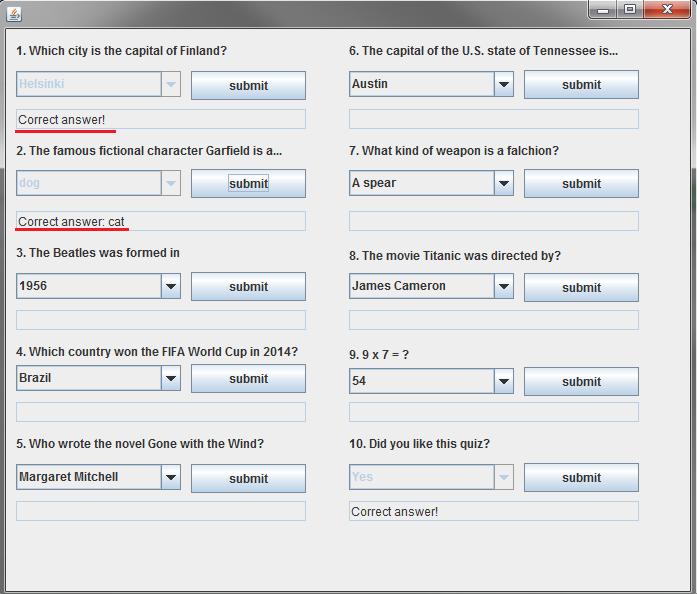 1. Which city is the capital of Finland?
Helsinki
submit
Correct answer!
2. The famous fictional character Garfield is a...
dog
submit
Correct answer: cat
3. The Beatles was formed in
1956
submit
4. Which country won the FIFA World Cup in 2014?
Brazil
submit
5. Who wrote the novel Gone with the Wind?
Margaret Mitchell
submit
6. The capital of the U.S. state of Tennessee is...
Austin
submit
7. What kind of weapon is a falchion?
A spear
submit
8. The movie Titanic was directed by?
James Cameron
submit
9. 9 x 7 = ?
54
submit
10. Did you like this quiz?
Yes
submit
Correct answer!